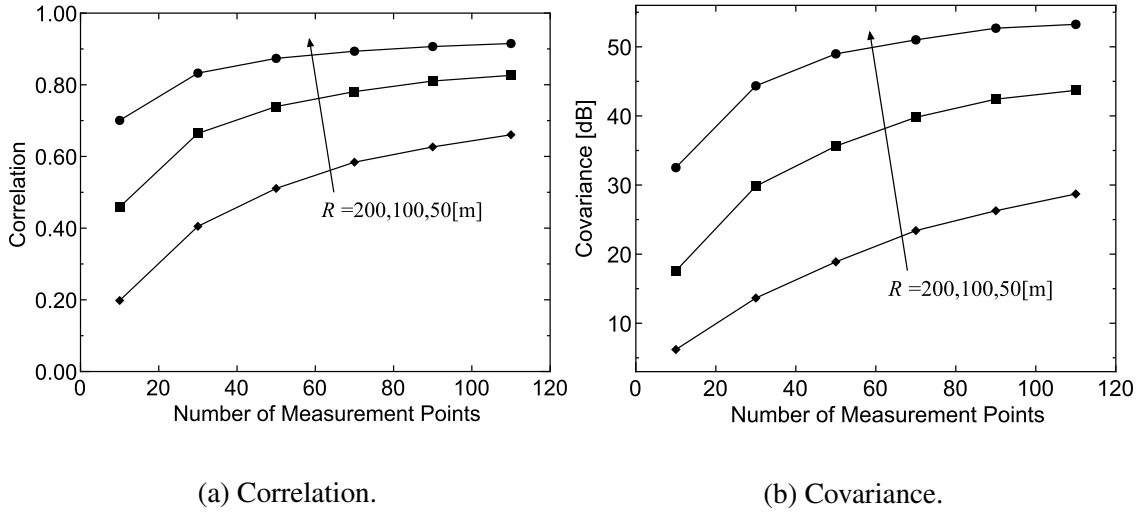 1.00
0.80
0.60
0.40
0.20
0.00
Correlation
R =200,100,50[m]
0 20 40 60 80 100 120
Number of Measurement Points
(a) Correlation.
50
40
30
20
10
Covariance [dB]
R =200,100,50[m]
0 20 40 60 80 100 120
Number of Measurement Points
(b) Covariance.